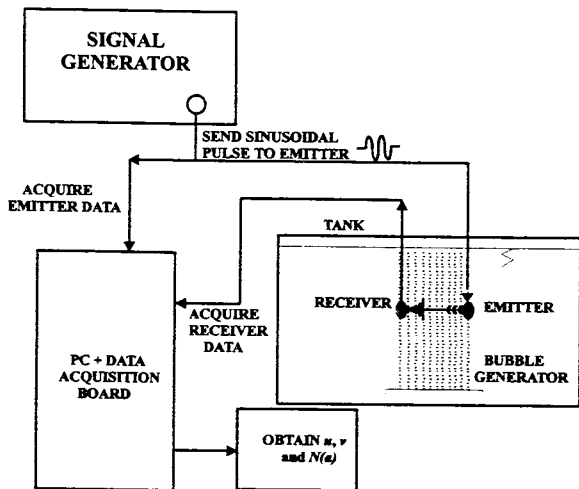 SIGNAL
GENERATOR
SEND SINUSOIDAL
PULSE TO EMITTER
ACQUIRE
EMITTER DATA
TANK
RECEIVER
EMITTER
ACQUIRE
RECEIVER
DATA
BUBBLE
GENERATOR
PC + DATA
ACQUISITION
BOARD
OBTAIN u, v
and N(a)